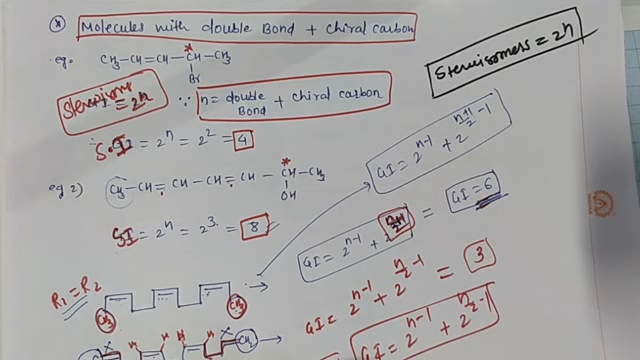 * Molecules with double Bond + chiral carbon
eg. CH3-CH=CH-CH-CH3
*
Br
Stereoisomers = 2n
= 2n ∵ n = double Bond + chiral carbon
S.I = 2^n = 2^2 = 4
GI = 2^(n-1) + 2^((n+1)/2 - 1)
eg 2) CH3-CH=CH-CH=CH-CH-CH3
*
OH
SI = 2^n = 2^3 = 8
GI = 2^(n-1) + = GI = 6
R1 = R2
CH3 CH3
GI = 2^(n-1) + 2^(n/2 - 1) = 3
GI = 2^(n-1) + 2^(n/2 - 1)